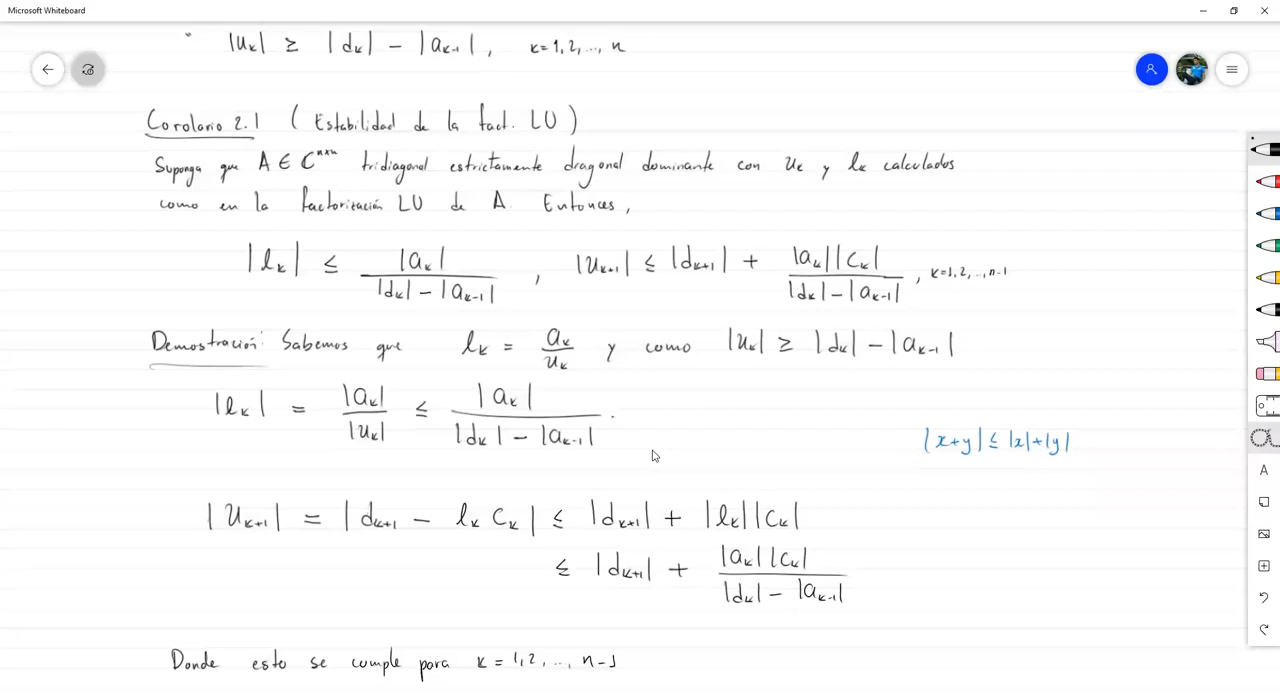 Microsoft Whiteboard
|u_k| ≥ |d_k| - |a_{k-1}|, k=1,2,...,n
Corolario 2.1 (Estabilidad de la fact. LU)
Suponga que A ∈ C^{n×n} tridiagonal estrictamente diagonal dominante con u_k y l_k calculados
como en la factorización LU de A. Entonces,
|l_k| ≤ |a_k| / (|d_k| - |a_{k-1}|), |u_{k+1}| ≤ |d_{k+1}| + |a_k||c_k| / (|d_k| - |a_{k-1}|), k=1,2,...,n-1
Demostración: Sabemos que l_k = a_k / u_k y como |u_k| ≥ |d_k| - |a_{k-1}|
|l_k| = |a_k| / |u_k| ≤ |a_k| / (|d_k| - |a_{k-1}|).
|x+y| ≤ |x|+|y|
|u_{k+1}| = |d_{k+1} - l_k c_k| ≤ |d_{k+1}| + |l_k||c_k|
≤ |d_{k+1}| + |a_k||c_k| / (|d_k| - |a_{k-1}|)
Donde esto se cumple para k = 1,2,...,n-1
A